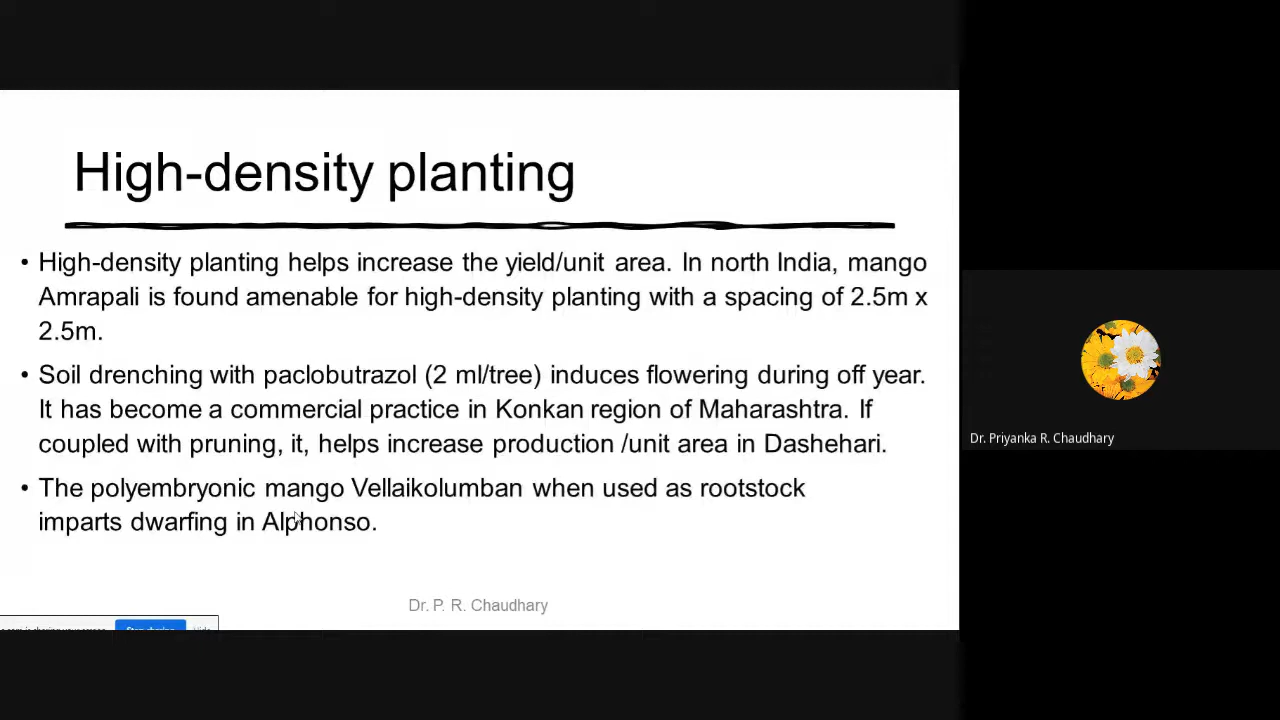 High-density planting
• High-density planting helps increase the yield/unit area. In north India, mango
Amrapali is found amenable for high-density planting with a spacing of 2.5m x
2.5m.
• Soil drenching with paclobutrazol (2 ml/tree) induces flowering during off year.
It has become a commercial practice in Konkan region of Maharashtra. If
coupled with pruning, it, helps increase production /unit area in Dashehari.
• The polyembryonic mango Vellaikolumban when used as rootstock
imparts dwarfing in Alphonso.
Dr. P. R. Chaudhary
Dr. Priyanka R. Chaudhary